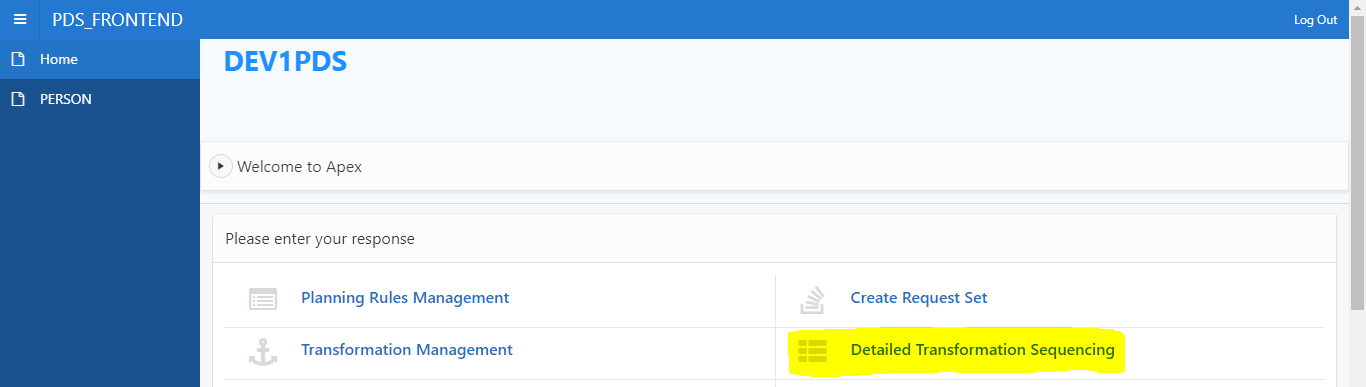 PDS_FRONTEND
Log Out
Home
PERSON
DEV1PDS
Welcome to Apex
Please enter your response
Planning Rules Management
Create Request Set
Transformation Management
Detailed Transformation Sequencing